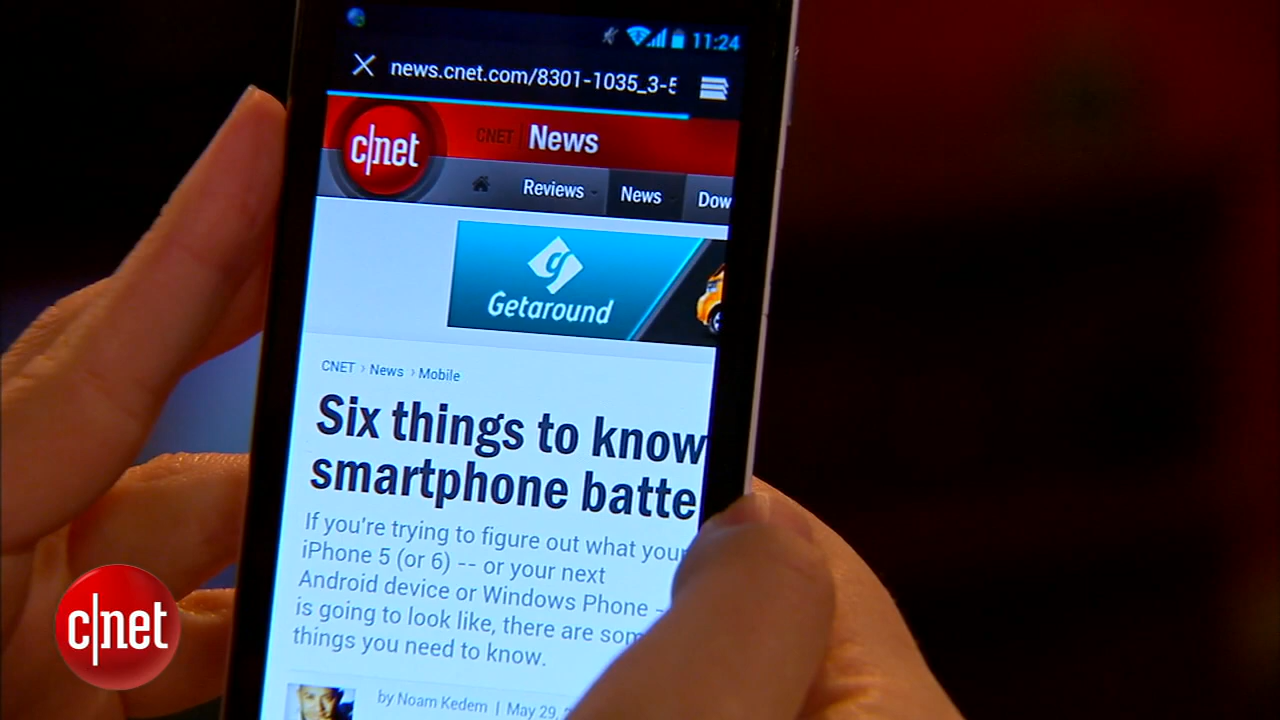 11:24
news.cnet.com/8301-1035_3-5
c|net
CNET | News
Reviews
News
Dow
g
Getaround
CNET › News › Mobile
Six things to know
smartphone batte
If you're trying to figure out what your
iPhone 5 (or 6) -- or your next
Android device or Windows Phone -
is going to look like, there are som
things you need to know.
by Noam Kedem | May 29,
c|net